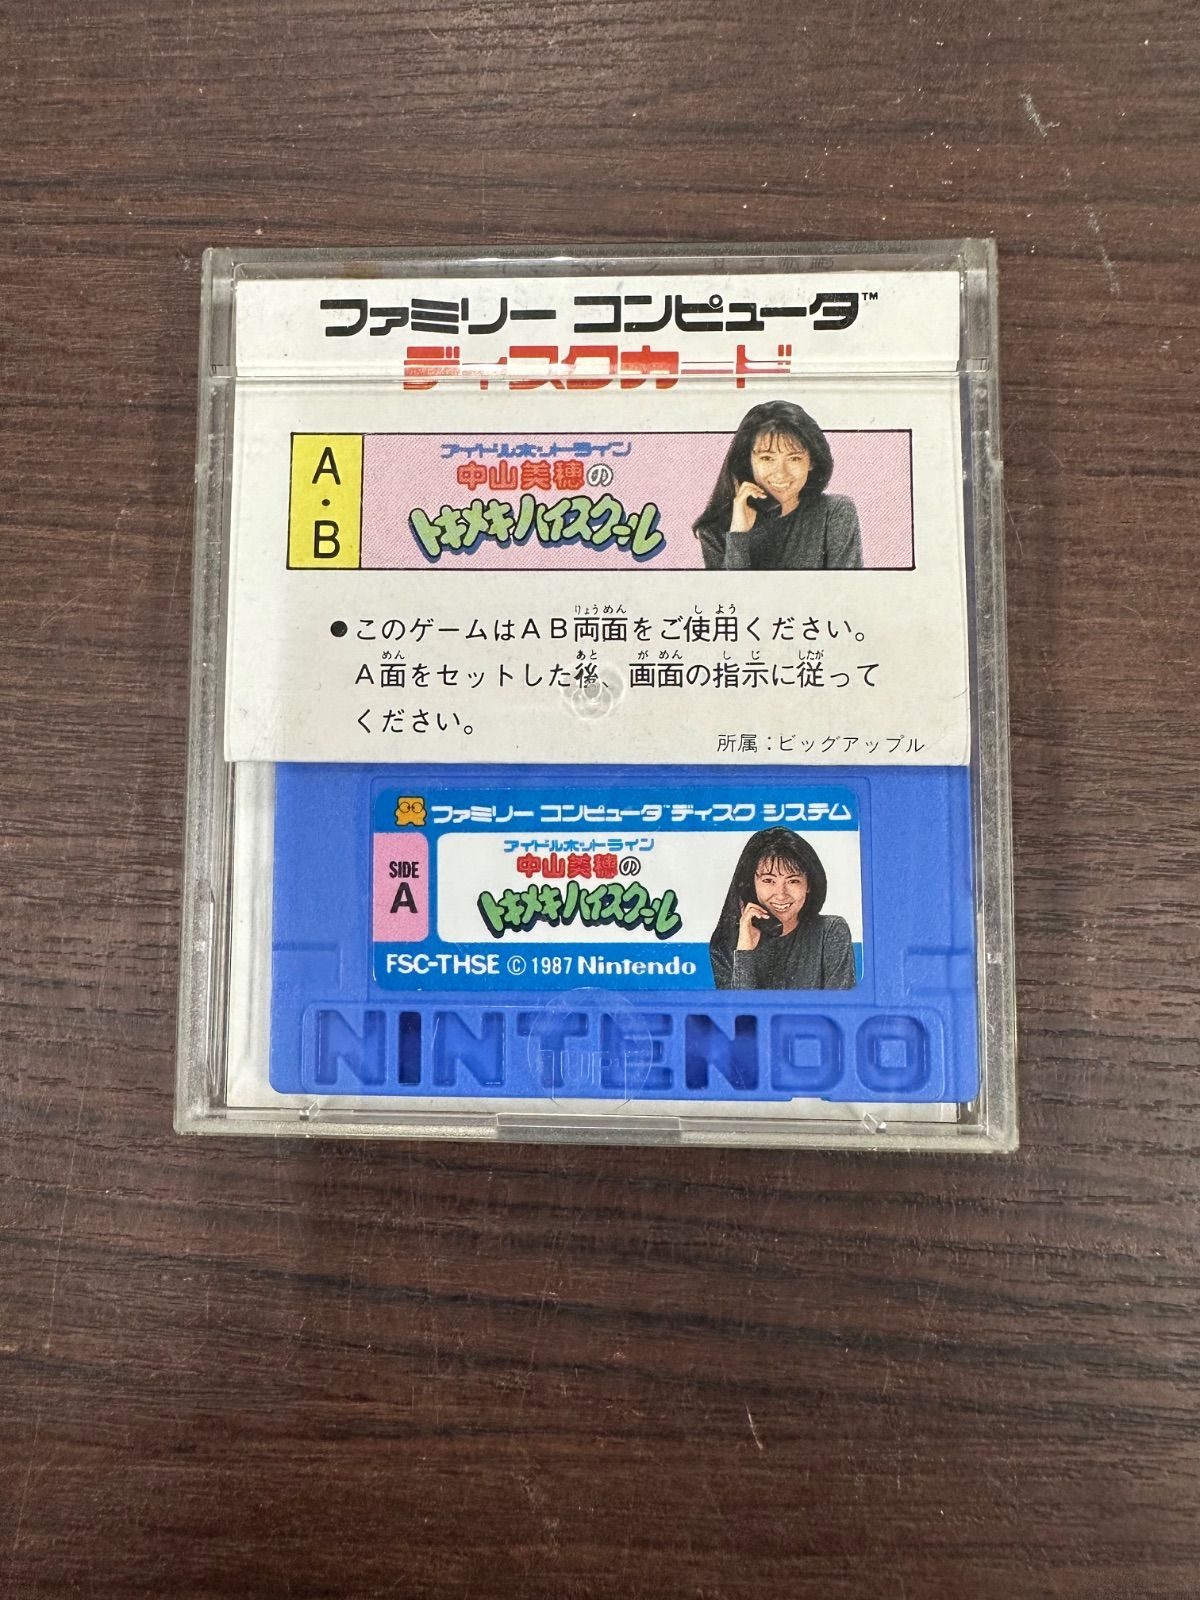 ファミリー コンピュータ™
ディスクカード
A・B
アイドルホットライン
中山美穂の
トキメキハイスクール
●このゲームはAB両面をご使用ください。
A面をセットした後、画面の指示に従って
ください。
所属：ビッグアップル
ファミリー コンピュータ™ ディスク システム
SIDE
A
アイドルホットライン
中山美穂の
トキメキハイスクール
FSC-THSE © 1987 Nintendo
NINTENDO